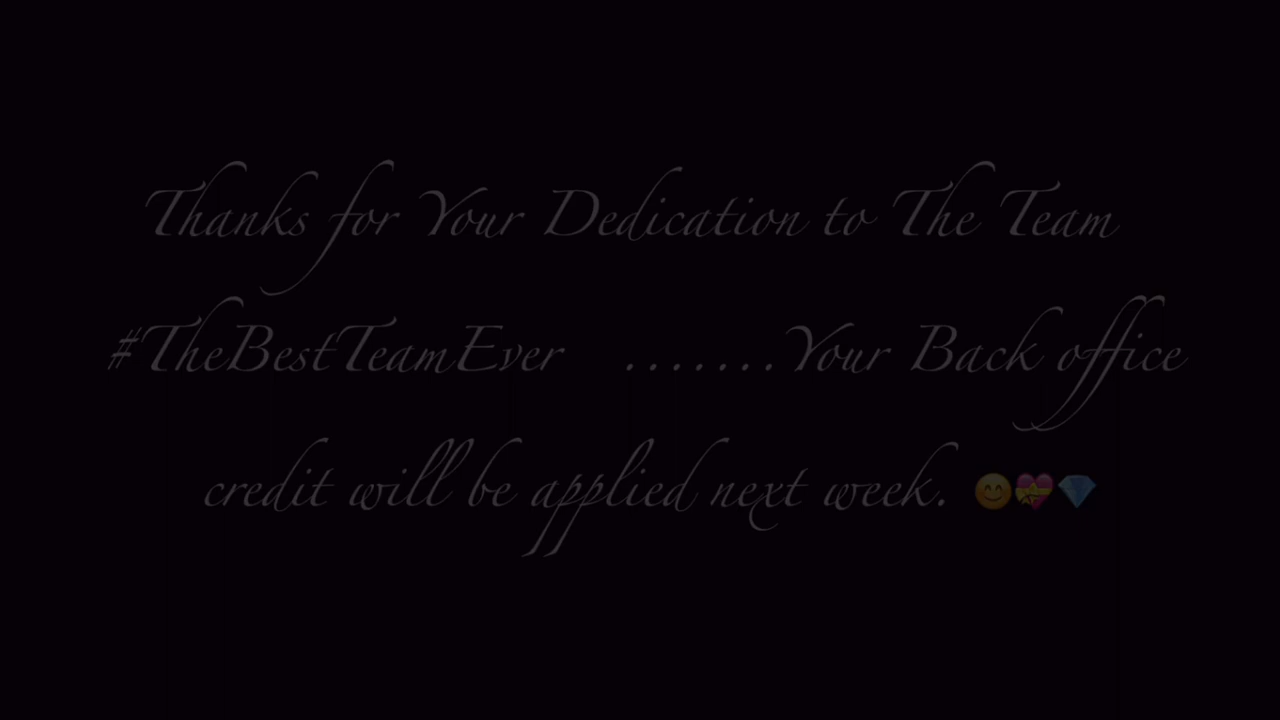 Thanks for Your Dedication to The Team
#TheBestTeamEver .......Your Back office
credit will be applied next week. 😊💝💎